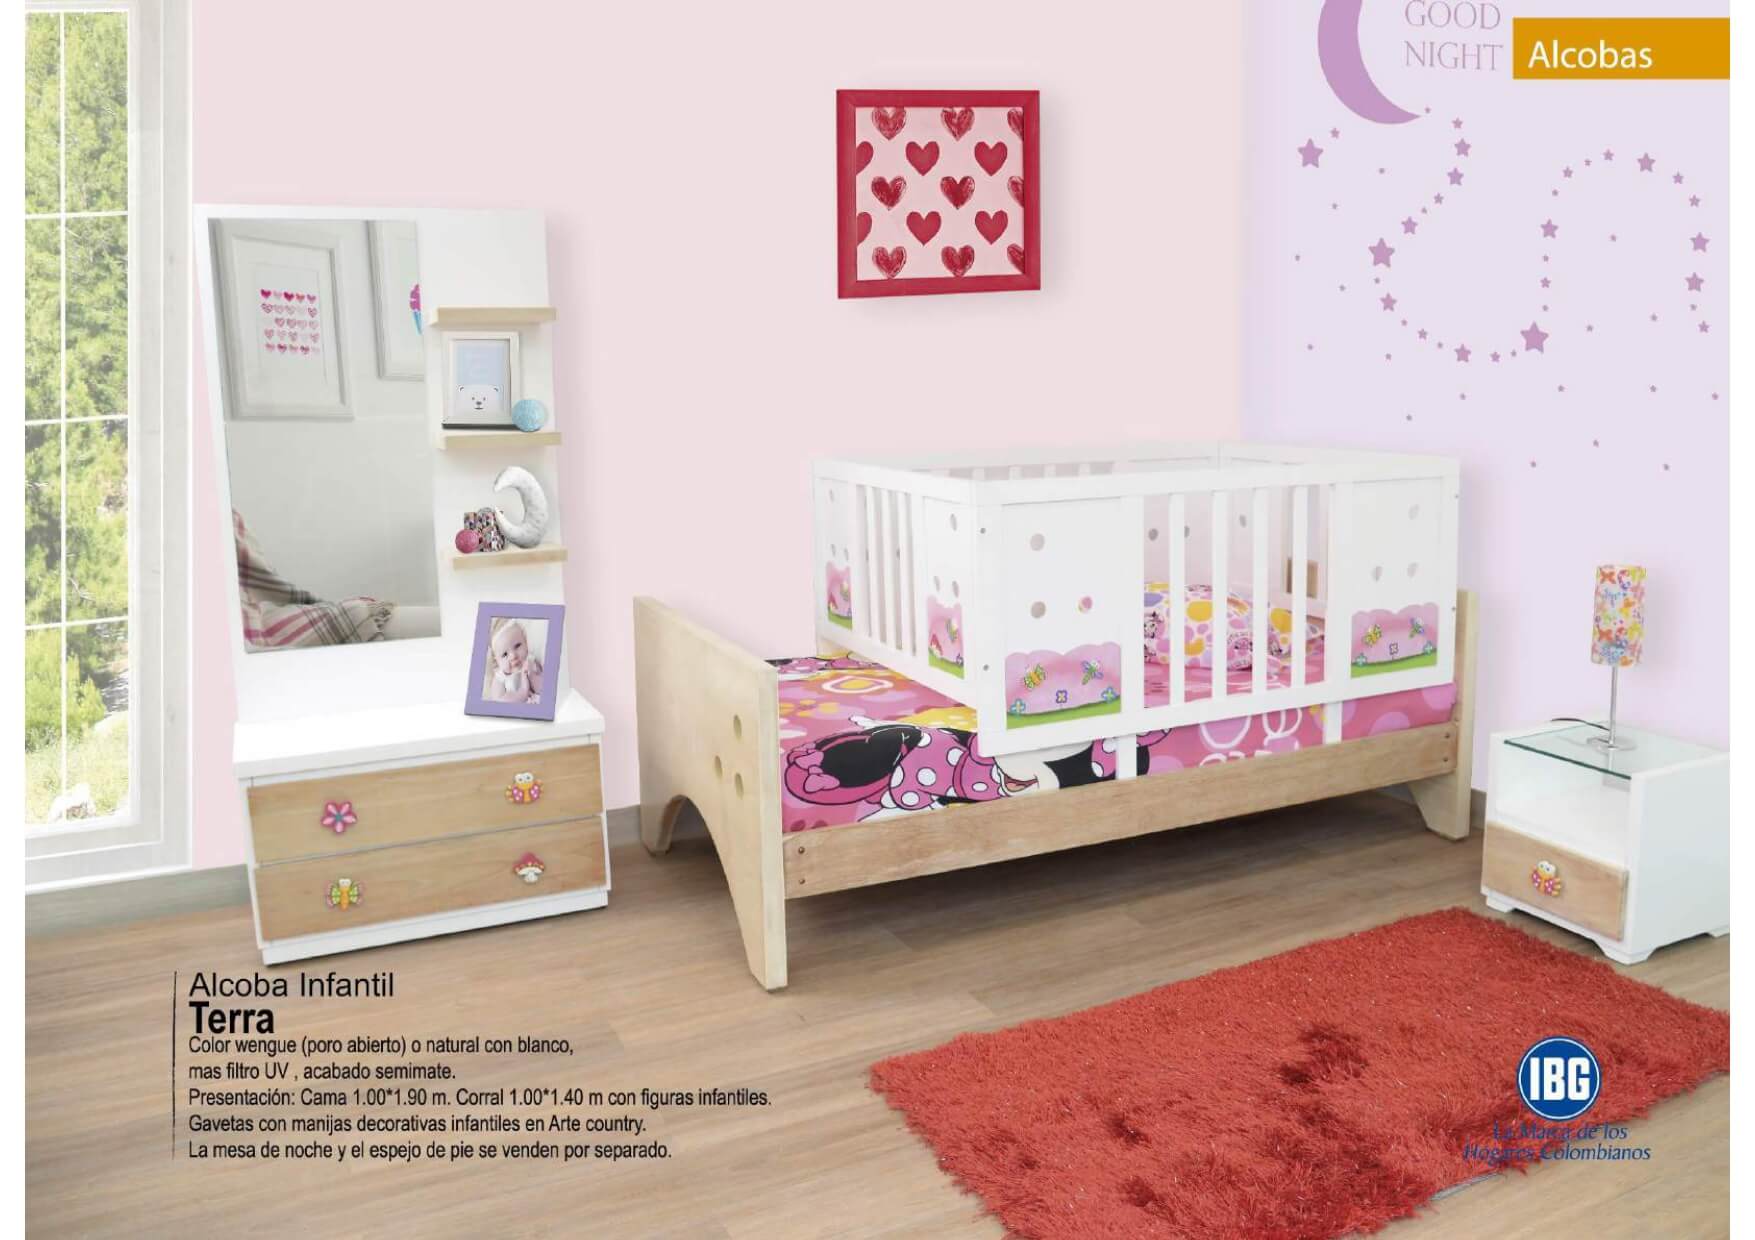 GOOD
NIGHT
Alcobas
Alcoba Infantil
Terra
Color wengue (poro abierto) o natural con blanco,
mas filtro UV , acabado semimate.
Presentación: Cama 1.00*1.90 m. Corral 1.00*1.40 m con figuras infantiles.
Gavetas con manijas decorativas infantiles en Arte country.
La mesa de noche y el espejo de pie se venden por separado.
IBG
La Marca de los
Hogares Colombianos